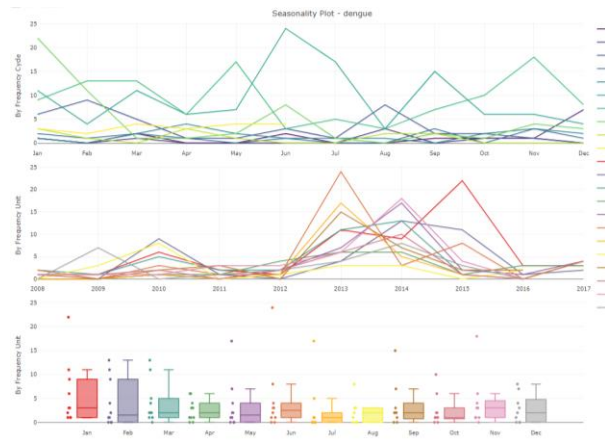 Seasonality Plot - dengue
By Frequency Cycle
25
20
15
10
5
0
Jan Feb Mar Apr May Jun Jul Aug Sep Oct Nov Dec
By Frequency Unit
25
20
15
10
5
0
2008 2009 2010 2011 2012 2013 2014 2015 2016 2017
By Frequency Unit
25
20
15
10
5
0
Jan Feb Mar Apr May Jun Jul Aug Sep Oct Nov Dec